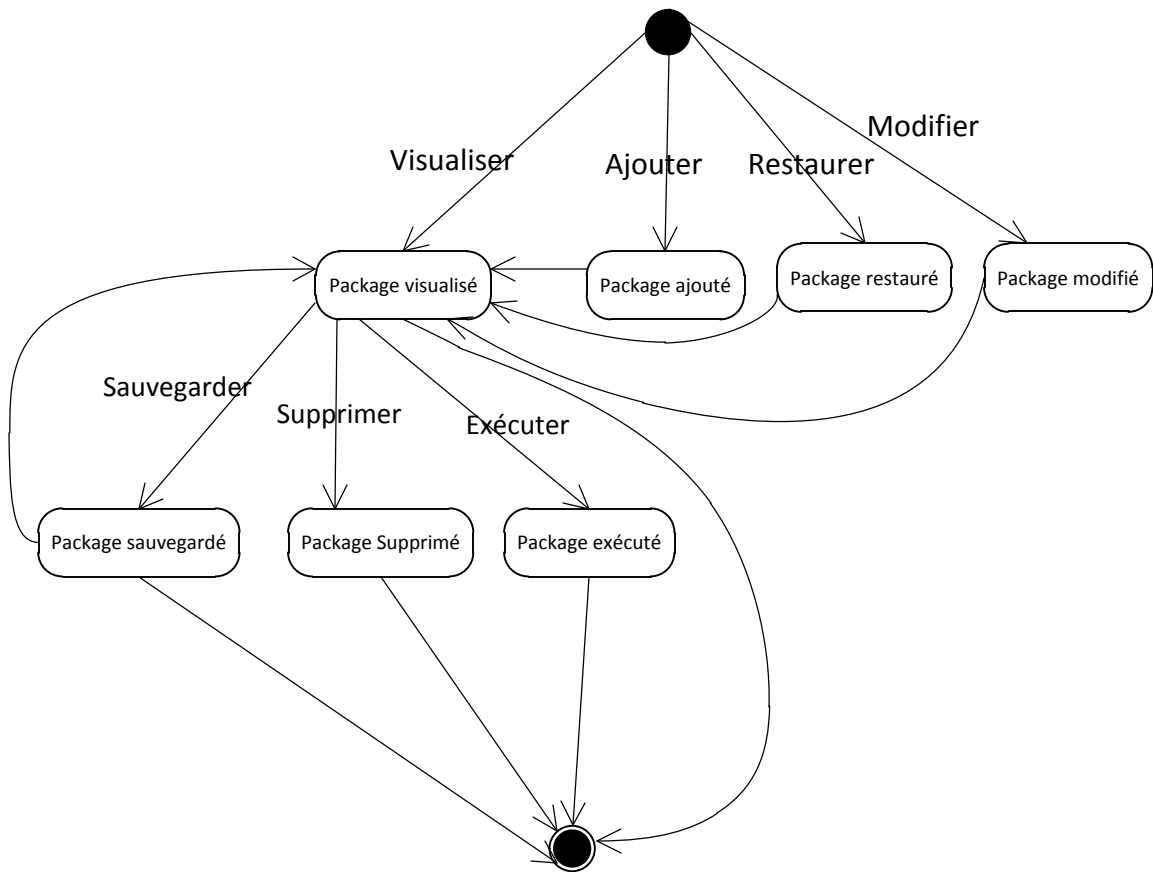 Modifier
Visualiser
Ajouter
Restaurer
Package visualisé
Package ajouté
Package restauré
Package modifié
Sauvegarder
Supprimer
Exécuter
Package sauvegardé
Package Supprimé
Package exécuté